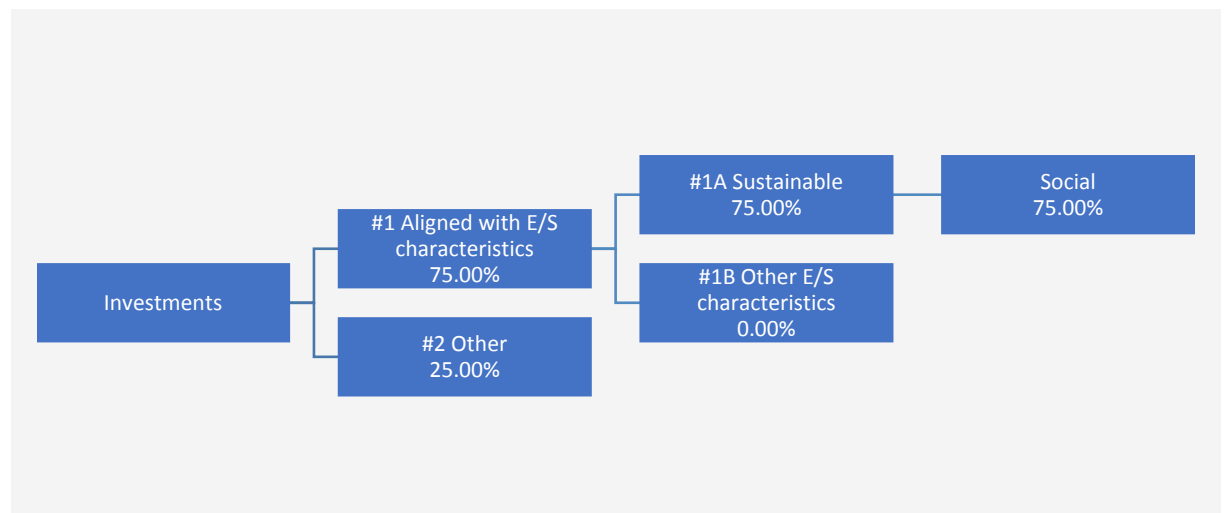 Investments
#1 Aligned with E/S
characteristics
75.00%
#2 Other
25.00%
#1A Sustainable
75.00%
#1B Other E/S
characteristics
0.00%
Social
75.00%